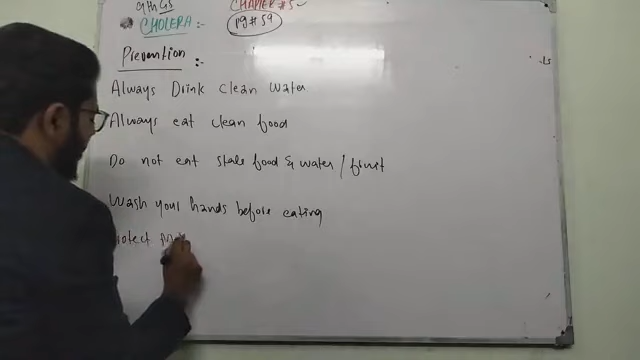 9th GS CHAPTER # 5
CHOLERA :- Pg # 59
Prevention :-
Always Drink clean water
Always eat clean food
Do not eat stale food & water / fruit
Wash your hands before eating
Protect